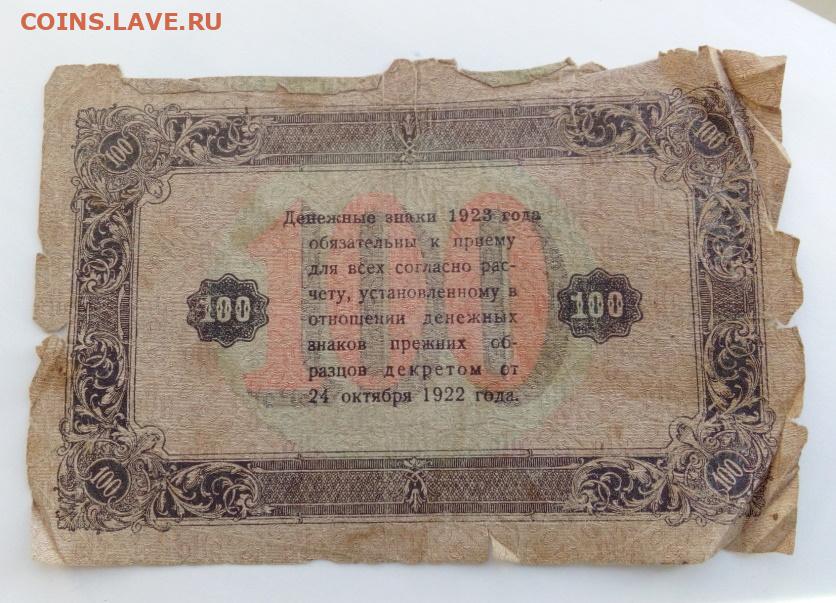 COINS.LAVE.RU
100
100
100
Денежные знаки 1923 года
обязательны к приему
для всех согласно рас-
чету, установленному в
отношении денежных
знаков прежних об-
разцов декретом от
24 октября 1922 года.
100
100
100
100